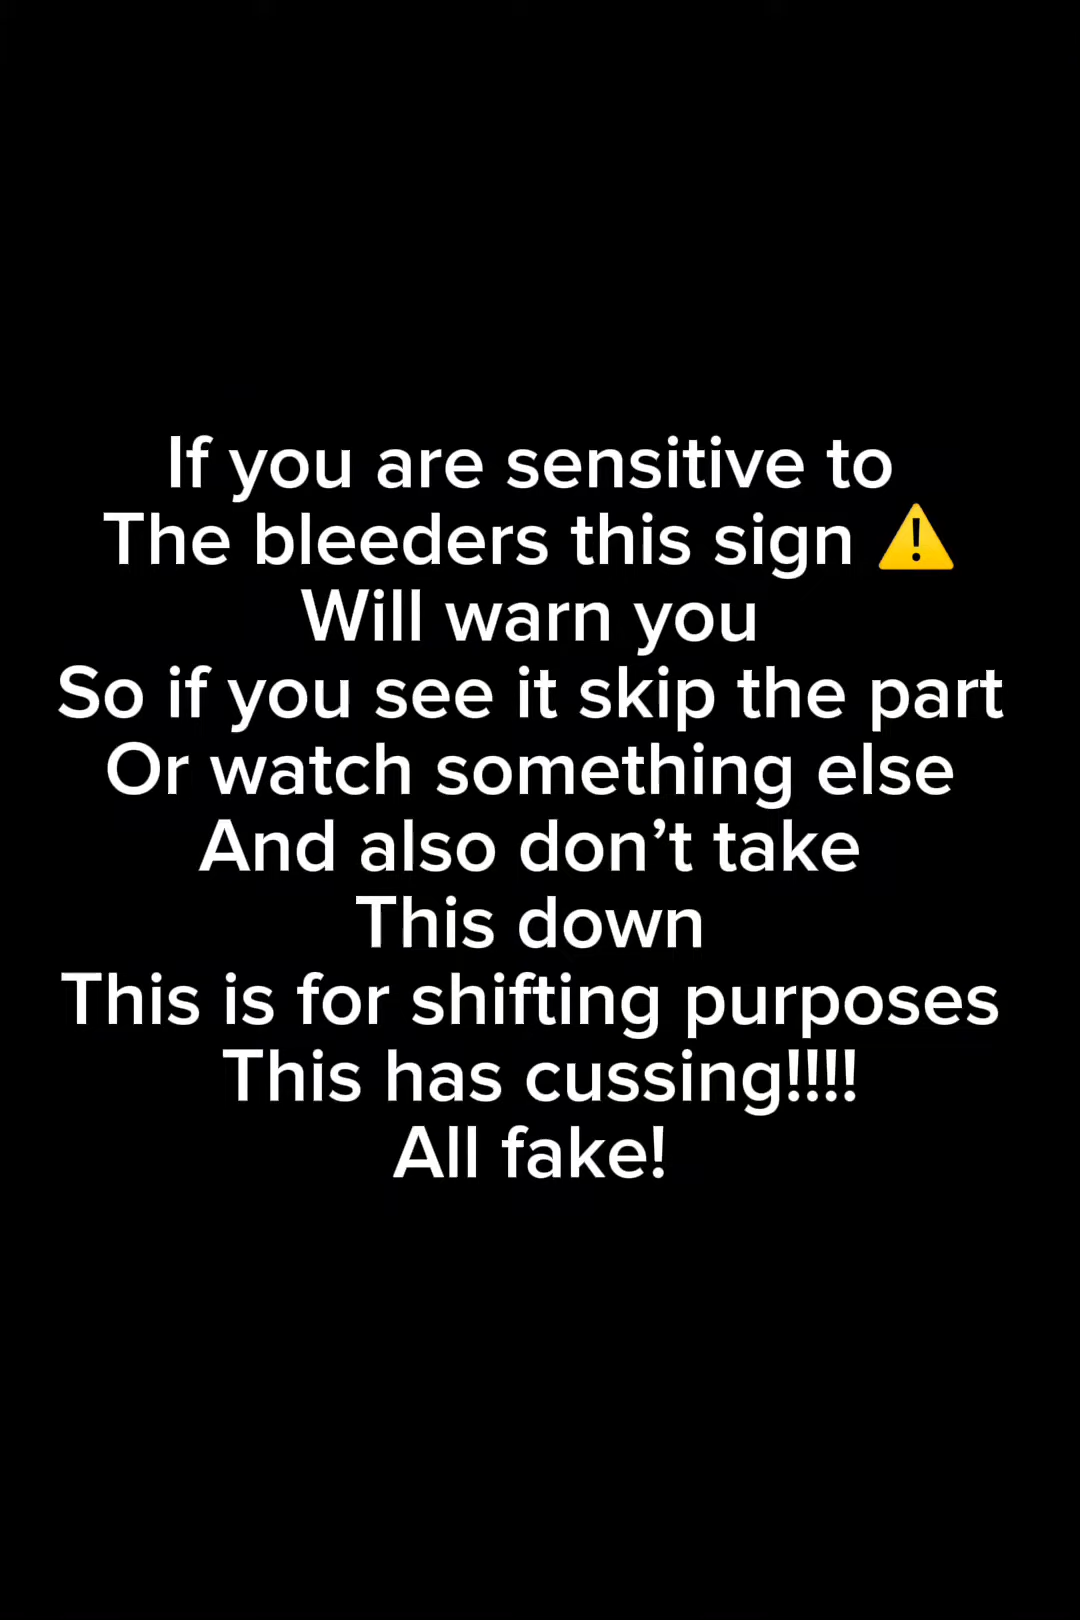 If you are sensitive to
The bleeders this sign ⚠️
Will warn you
So if you see it skip the part
Or watch something else
And also don’t take
This down
This is for shifting purposes
This has cussing!!!!
All fake!